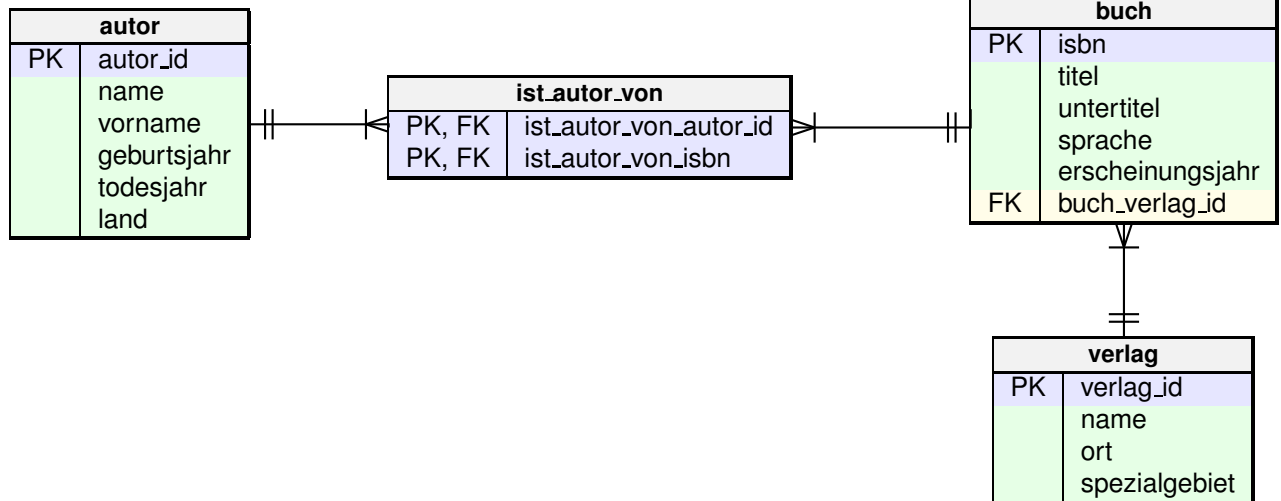 autor
PK autor_id
name
vorname
geburtsjahr
todesjahr
land
ist_autor_von
PK, FK ist_autor_von_autor_id
PK, FK ist_autor_von_isbn
buch
PK isbn
titel
untertitel
sprache
erscheinungsjahr
FK buch_verlag_id
verlag
PK verlag_id
name
ort
spezialgebiet